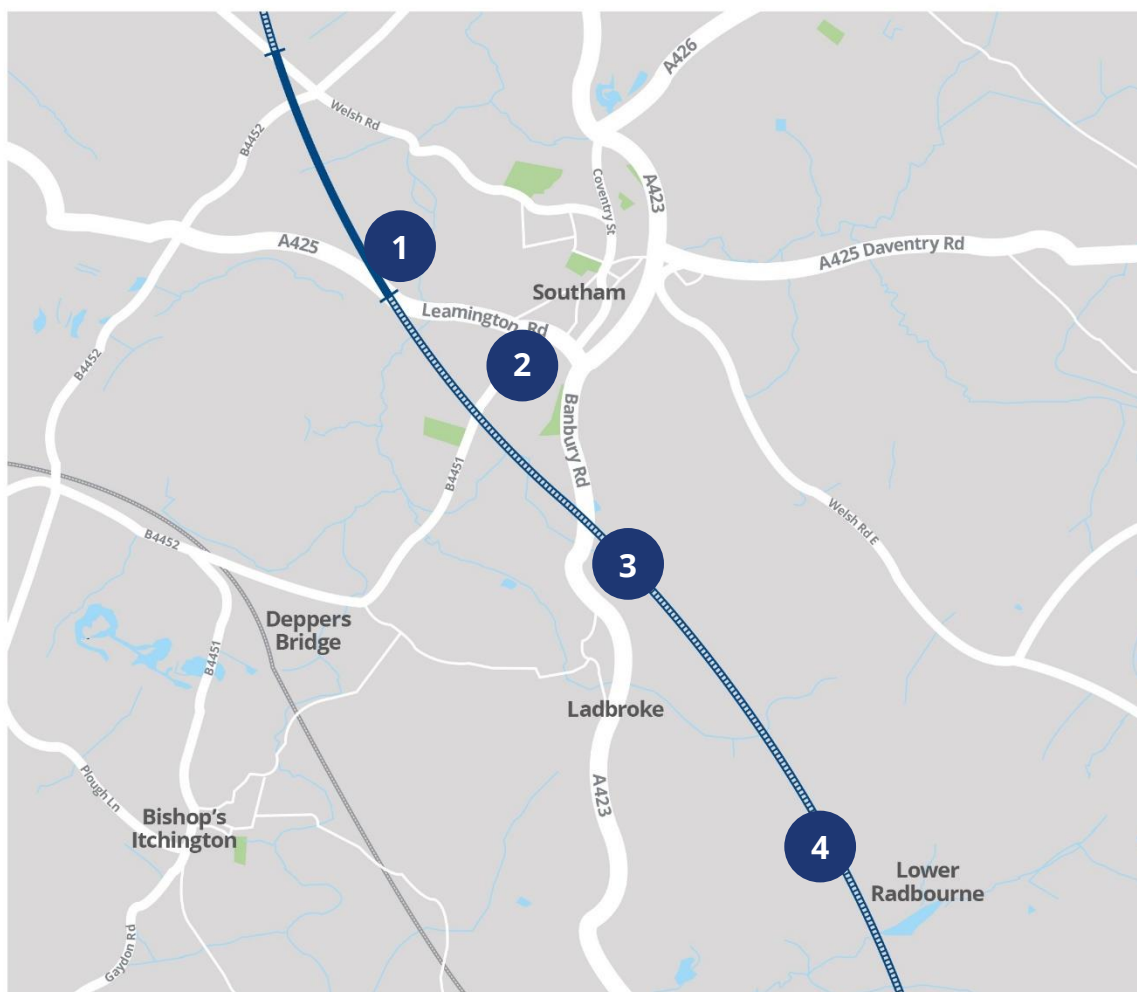 A426
Welsh Rd
B4452
Coventry St
A423
A425
1
A425 Daventry Rd
Southam
Leamington Rd
2
B4452
Banbury Rd
B4451
Welsh Rd E
B4452
3
Deppers
Bridge
B4451
Ladbroke
Plough Ln
A423
Bishop's
Itchington
4
Lower
Radbourne
Gaydon Rd